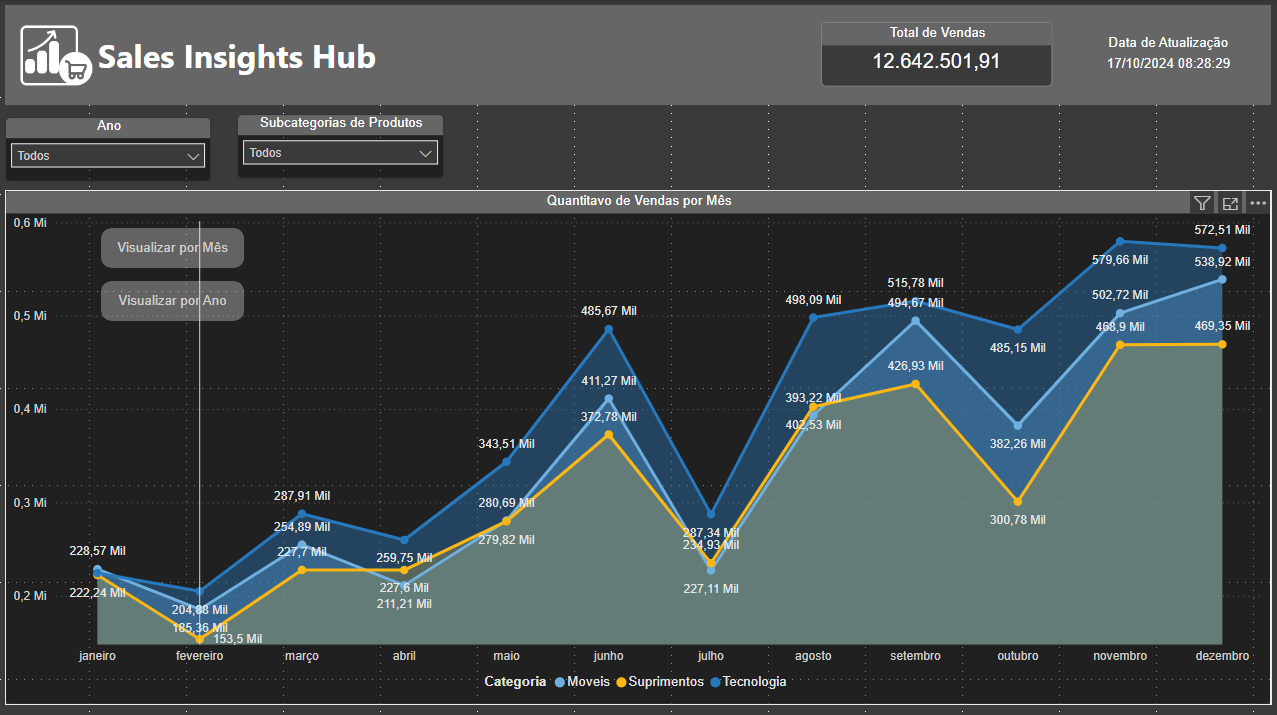 Sales Insights Hub
Total de Vendas
12.642.501,91
Data de Atualização
17/10/2024 08:28:29
Ano
Todos
Subcategorias de Produtos
Todos
Quantitavo de Vendas por Mês
Visualizar por Mês
Visualizar por Ano
0,6 Mi
0,5 Mi
0,4 Mi
0,3 Mi
0,2 Mi
228,57 Mil
222,24 Mil
204,88 Mil
185,36 Mil
153,5 Mil
287,91 Mil
254,89 Mil
227,7 Mil
259,75 Mil
227,6 Mil
211,21 Mil
343,51 Mil
280,69 Mil
279,82 Mil
485,67 Mil
411,27 Mil
372,78 Mil
287,34 Mil
234,93 Mil
227,11 Mil
498,09 Mil
393,22 Mil
402,53 Mil
515,78 Mil
494,67 Mil
426,93 Mil
485,15 Mil
382,26 Mil
300,78 Mil
579,66 Mil
502,72 Mil
468,9 Mil
572,51 Mil
538,92 Mil
469,35 Mil
janeiro fevereiro março abril maio junho julho agosto setembro outubro novembro dezembro
Categoria Moveis Suprimentos Tecnologia